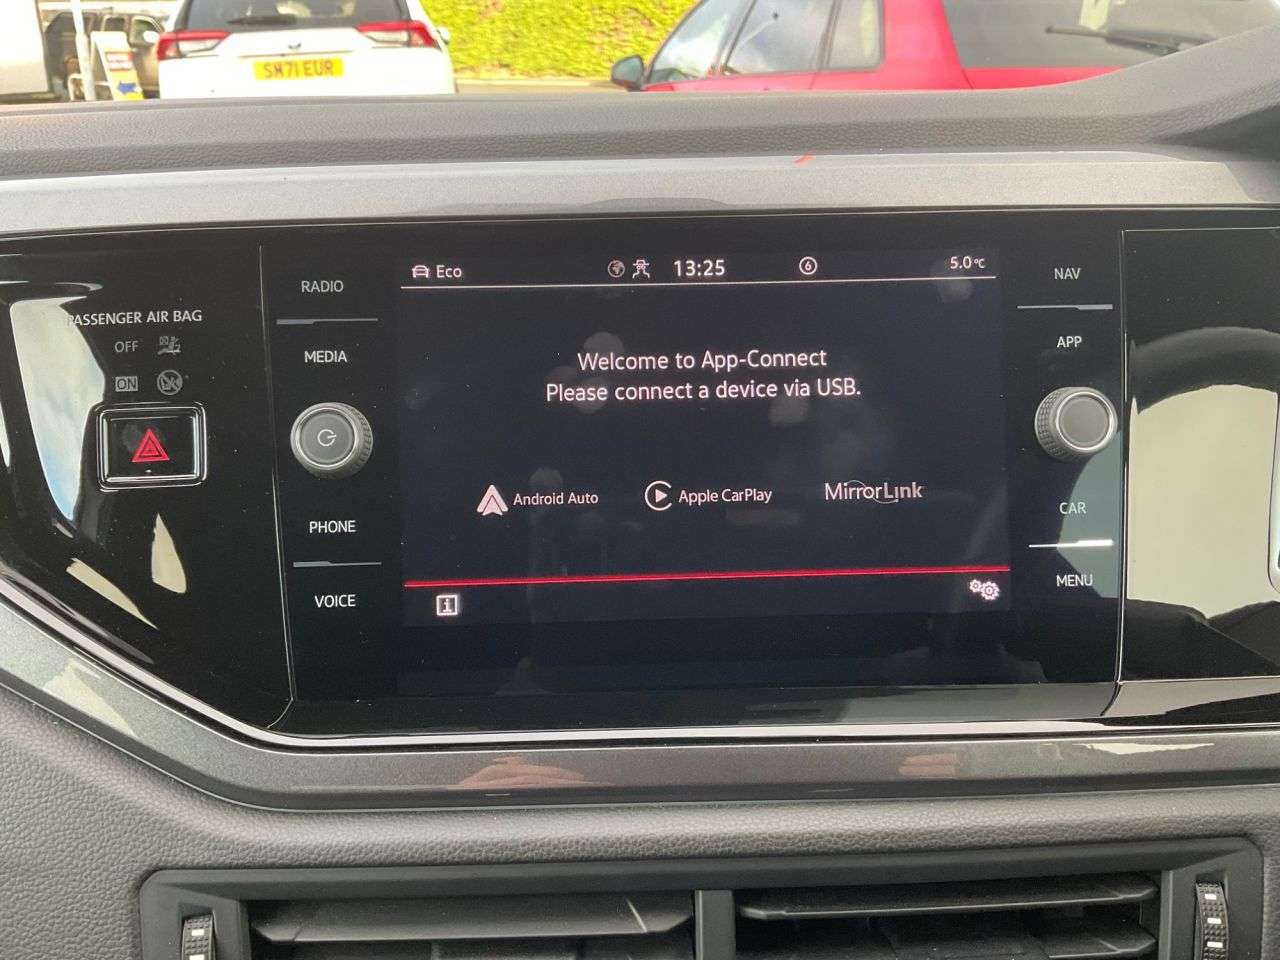 SM71 EUR
RADIO
Eco
13:25
6
5.0°C
NAV
PASSENGER AIR BAG
OFF
ON
MEDIA
APP
Welcome to App-Connect
Please connect a device via USB.
Android Auto
Apple CarPlay
MirrorLink
CAR
PHONE
VOICE
i
MENU